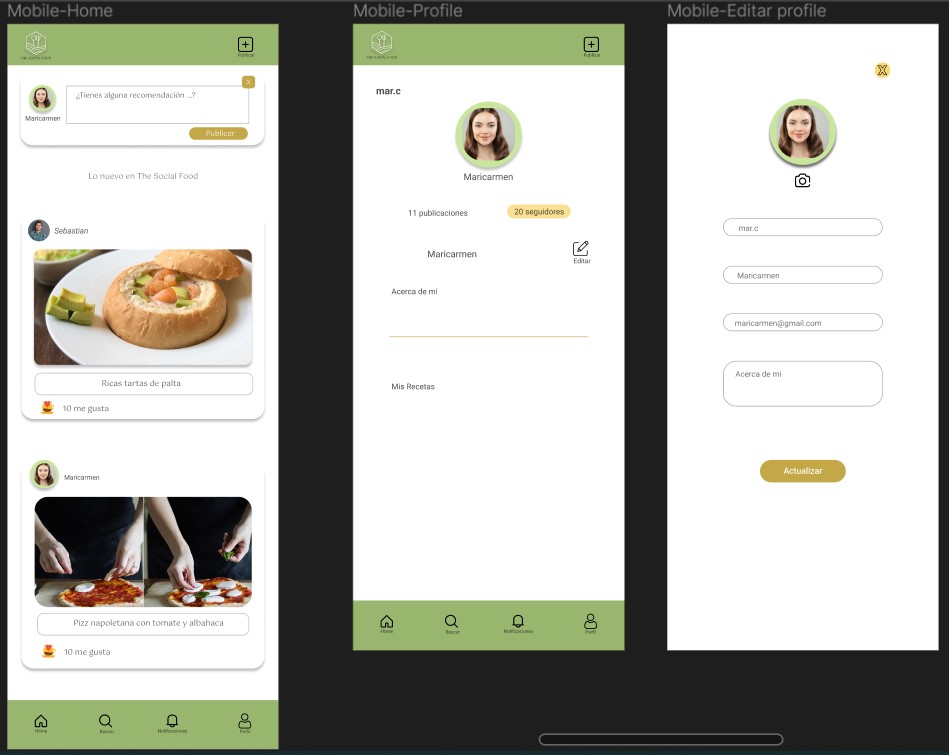 Mobile-Home
THE SOCIAL FOOD
Publicar
X
¿Tienes alguna recomendación ...?
Maricarmen
Publicar
Lo nuevo en The Social Food
Sebastian
Ricas tartas de palta
10 me gusta
Maricarmen
Pizz napoletana con tomate y albahaca
10 me gusta
Home
Buscar
Notificaciones
Perfil
Mobile-Profile
THE SOCIAL FOOD
Publicar
mar.c
Maricarmen
11 publicaciones
20 seguidores
Maricarmen
Editar
Acerca de mi
Mis Recetas
Home
Buscar
Notificaciones
Perfil
Mobile-Editar profile
X
mar.c
Maricarmen
maricarmen@gmail.com
Acerca de mi
Actualizar